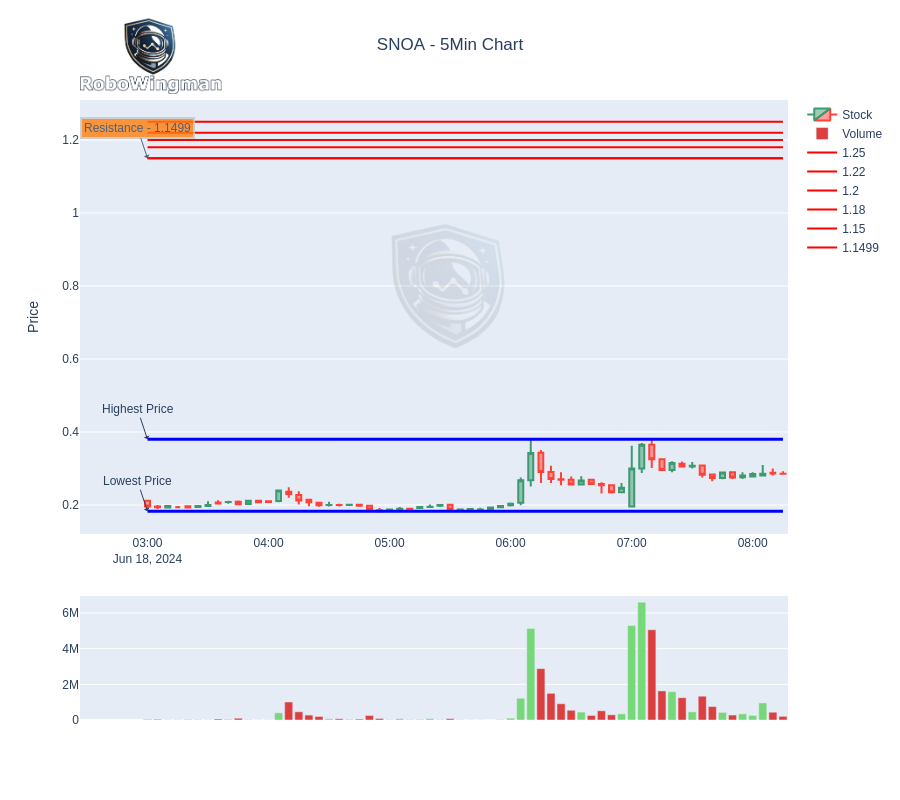 SNOA - 5Min Chart
RoboWingman
Resistance - 1.1499
1.2
1
0.8
0.6
0.4
0.2
Price
Highest Price
Lowest Price
03:00
04:00
05:00
06:00
07:00
08:00
Jun 18, 2024
Stock
Volume
1.25
1.22
1.2
1.18
1.15
1.1499
6M
4M
2M
0